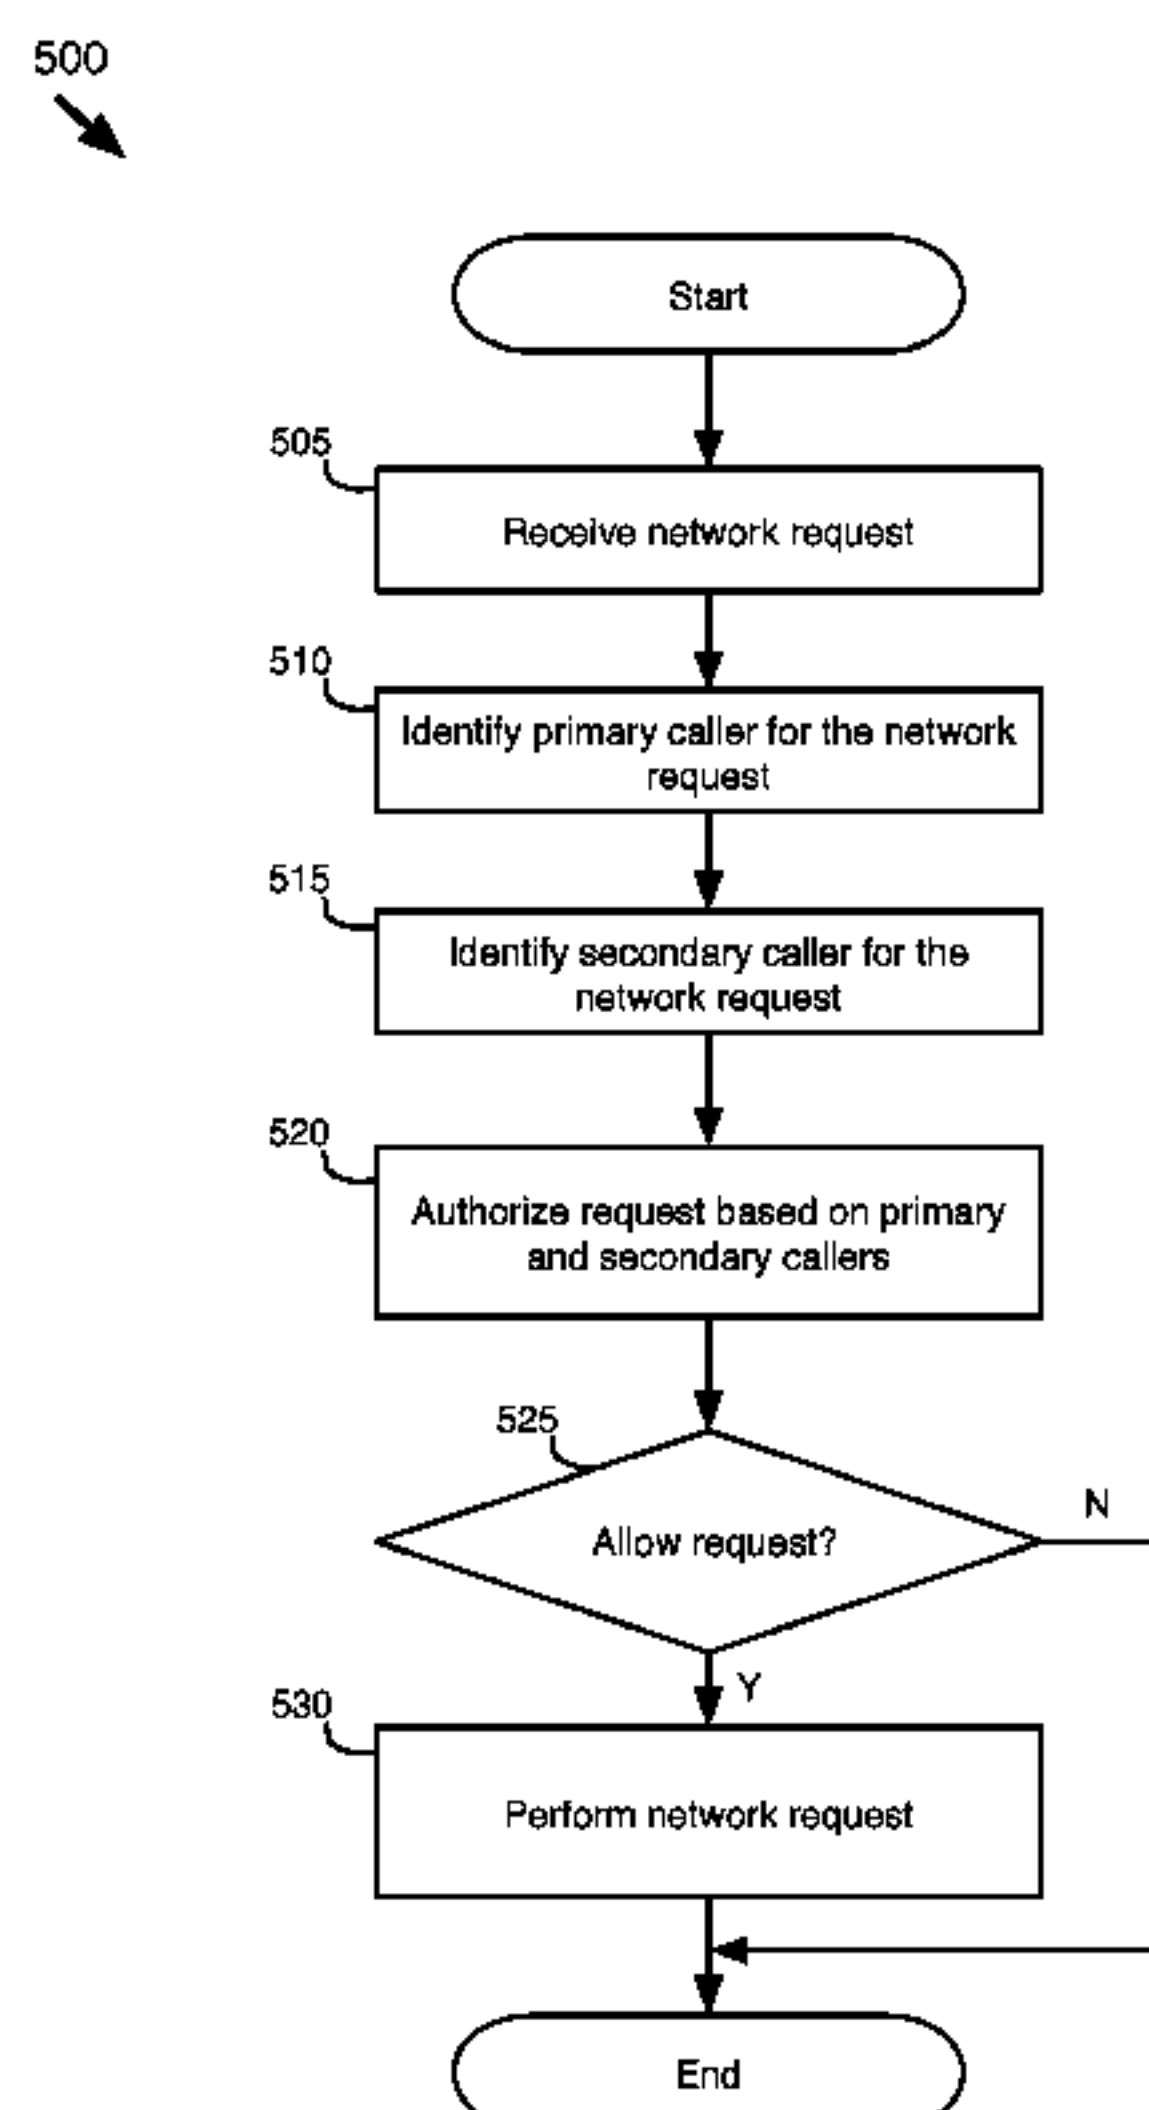 500
Start
505
Receive network request
510
Identify primary caller for the network
request
515
Identify secondary caller for the
network request
520
Authorize request based on primary
and secondary callers
525
Allow request?
N
Y
530
Perform network request
End